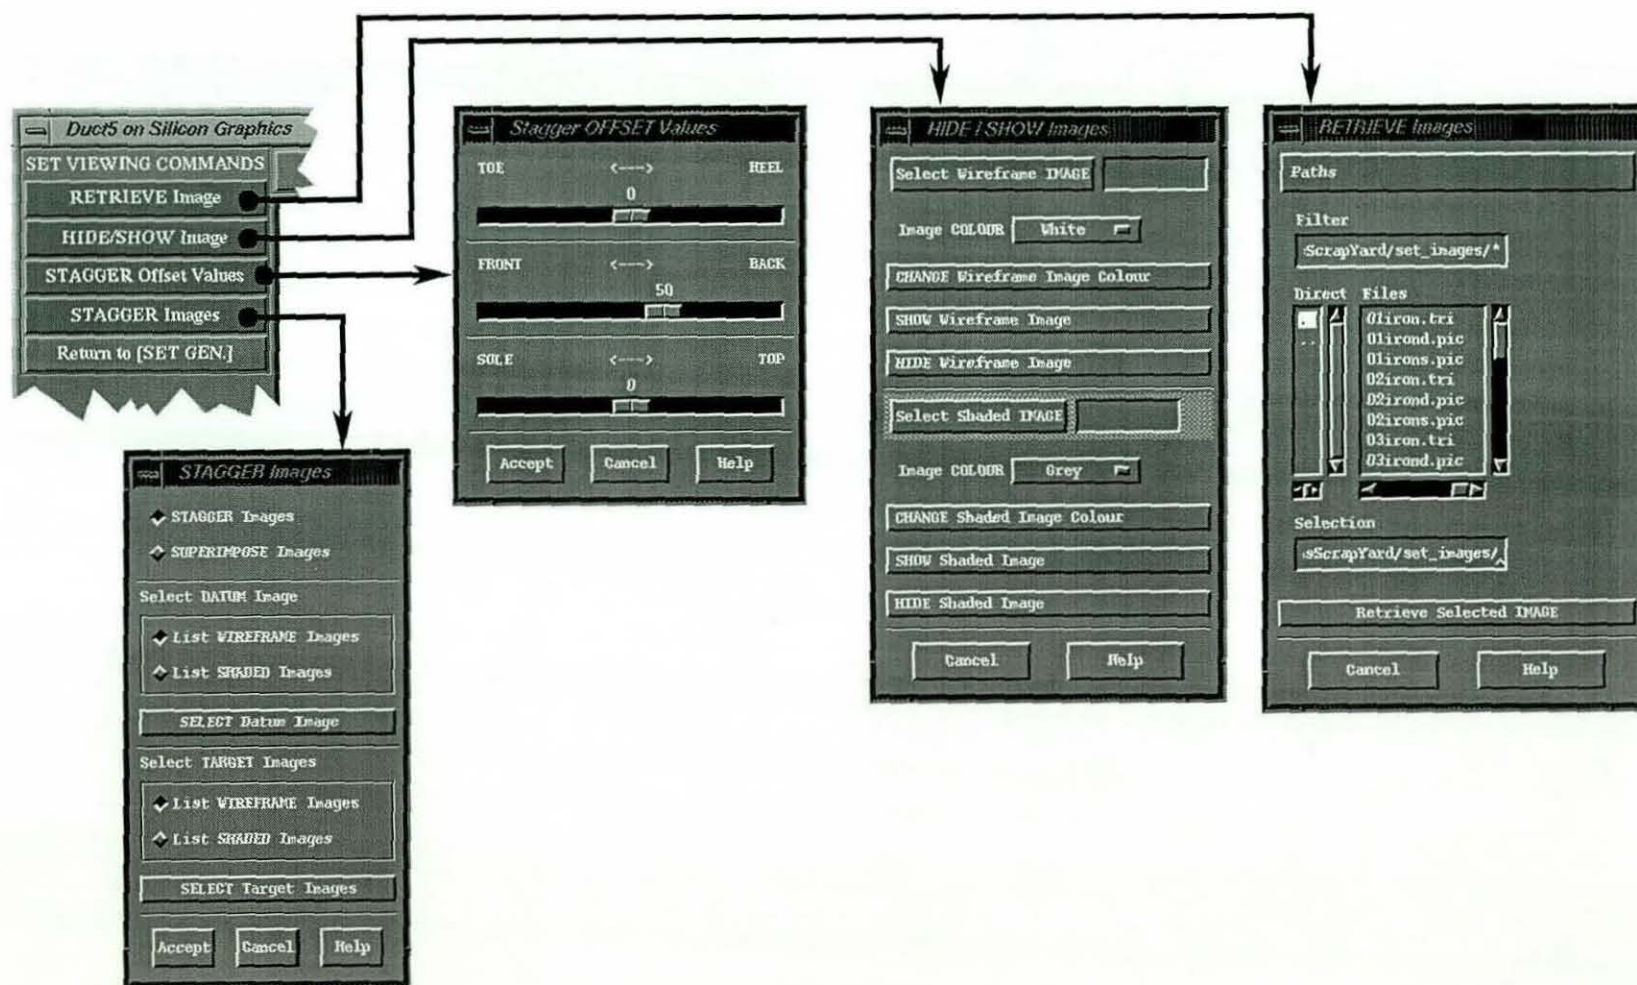 Duct5 on Silicon Graphics
SET VIEWING COMMANDS
RETRIEVE Image
HIDE/SHOW Image
STAGGER Offset Values
STAGGER Images
Return to [SET GEN.]
STAGGER Images
STAGGER Images
SUPERIMPOSE Images
Select DATUM Image
List WIREFRAME Images
List SHADED Images
SELECT Datum Image
Select TARGET Images
List WIREFRAME Images
List SHADED Images
SELECT Target Images
Accept Cancel Help
Stagger OFFSET Values
TOE <---> HEEL
0
FRONT <---> BACK
50
SOLE <---> TOP
0
Accept Cancel Help
HIDE / SHOW Images
Select Wireframe IMAGE
Image COLOUR White
CHANGE Wireframe Image Colour
SHOW Wireframe Image
HIDE Wireframe Image
Select Shaded IMAGE
Image COLOUR Grey
CHANGE Shaded Image Colour
SHOW Shaded Image
HIDE Shaded Image
Cancel Help
RETRIEVE Images
Paths
Filter
ScrapYard/set_images/*
Direct Files
. 01iron.tri
.. 01irond.pic
01irons.pic
02iron.tri
02irond.pic
02irons.pic
03iron.tri
03irond.pic
Selection
sScrapYard/set_images/
Retrieve Selected IMAGE
Cancel Help